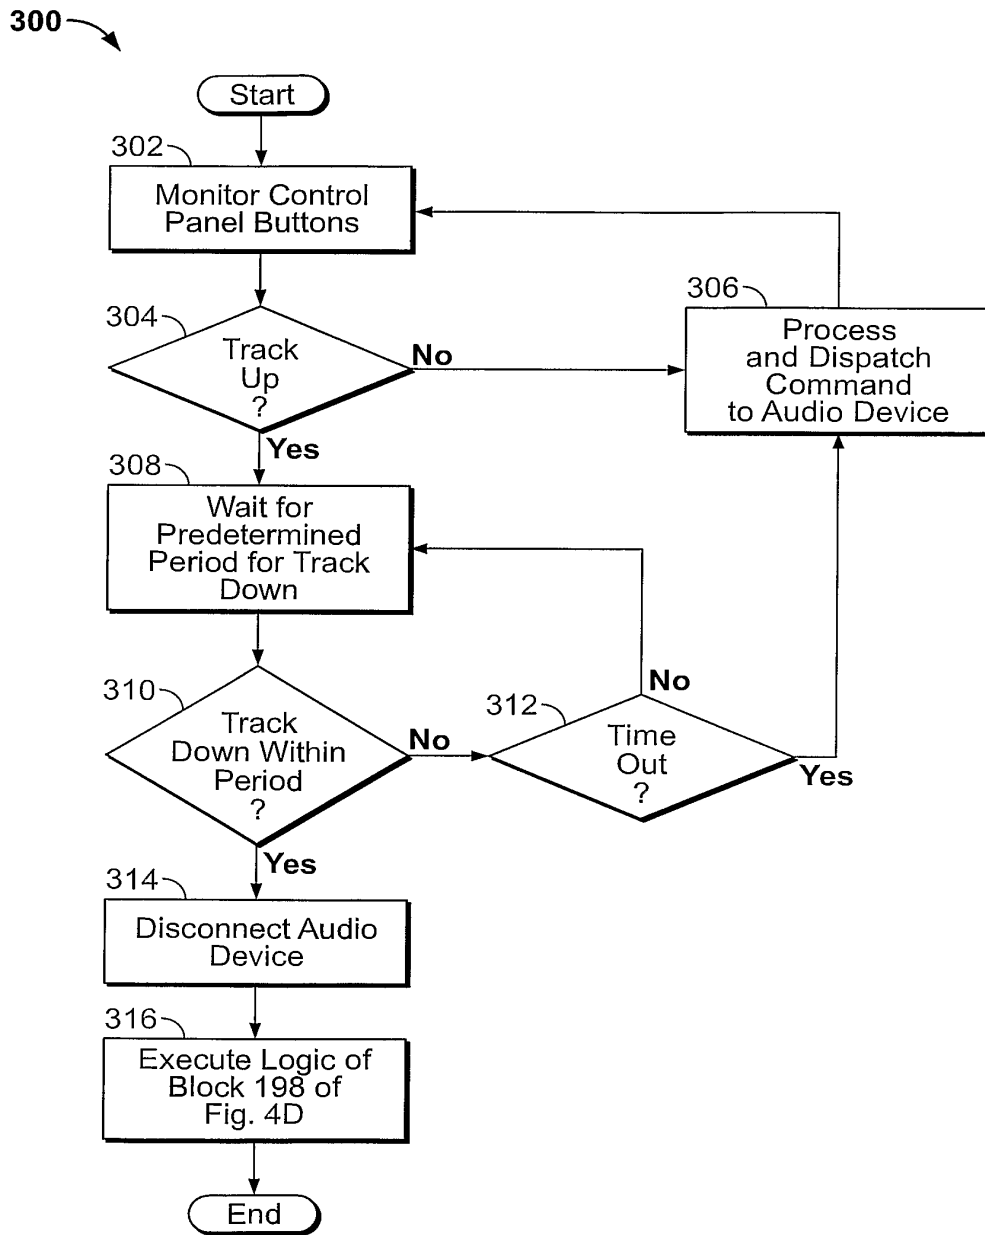 300
Start
302
Monitor Control
Panel Buttons
304
Track
Up
?
No
Yes
306
Process
and Dispatch
Command
to Audio Device
308
Wait for
Predetermined
Period for Track
Down
310
Track
Down Within
Period
?
No
Yes
312
Time
Out
?
No
Yes
314
Disconnect Audio
Device
316
Execute Logic of
Block 198 of
Fig. 4D
End